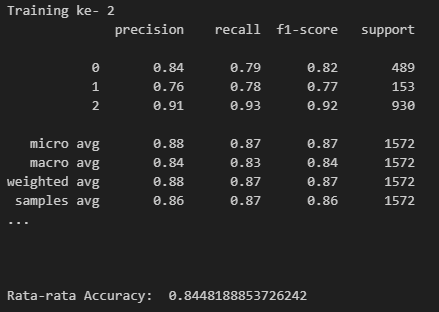 Training ke- 2
precision recall f1-score support
0 0.84 0.79 0.82 489
1 0.76 0.78 0.77 153
2 0.91 0.93 0.92 930
micro avg 0.88 0.87 0.87 1572
macro avg 0.84 0.83 0.84 1572
weighted avg 0.88 0.87 0.87 1572
samples avg 0.86 0.87 0.86 1572
...
Rata-rata Accuracy: 0.8448188853726242